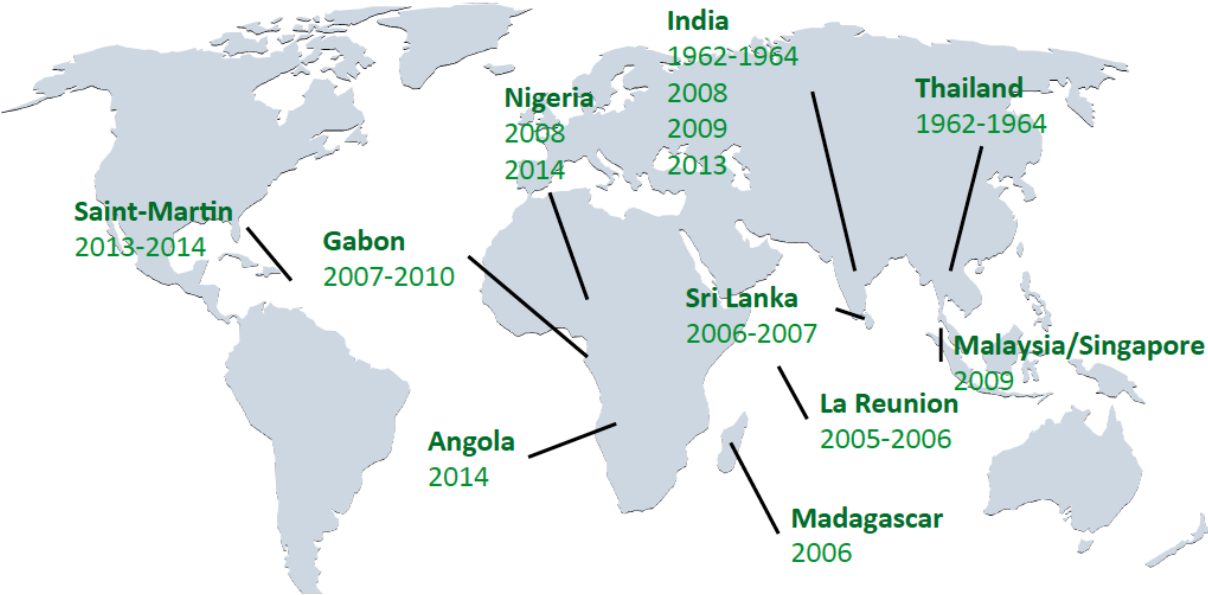 India
1962-1964
2008
2009
2013
Thailand
1962-1964
Nigeria
2008
2014
Saint-Martin
2013-2014
Gabon
2007-2010
Sri Lanka
2006-2007
Malaysia/Singapore
2009
La Reunion
2005-2006
Angola
2014
Madagascar
2006